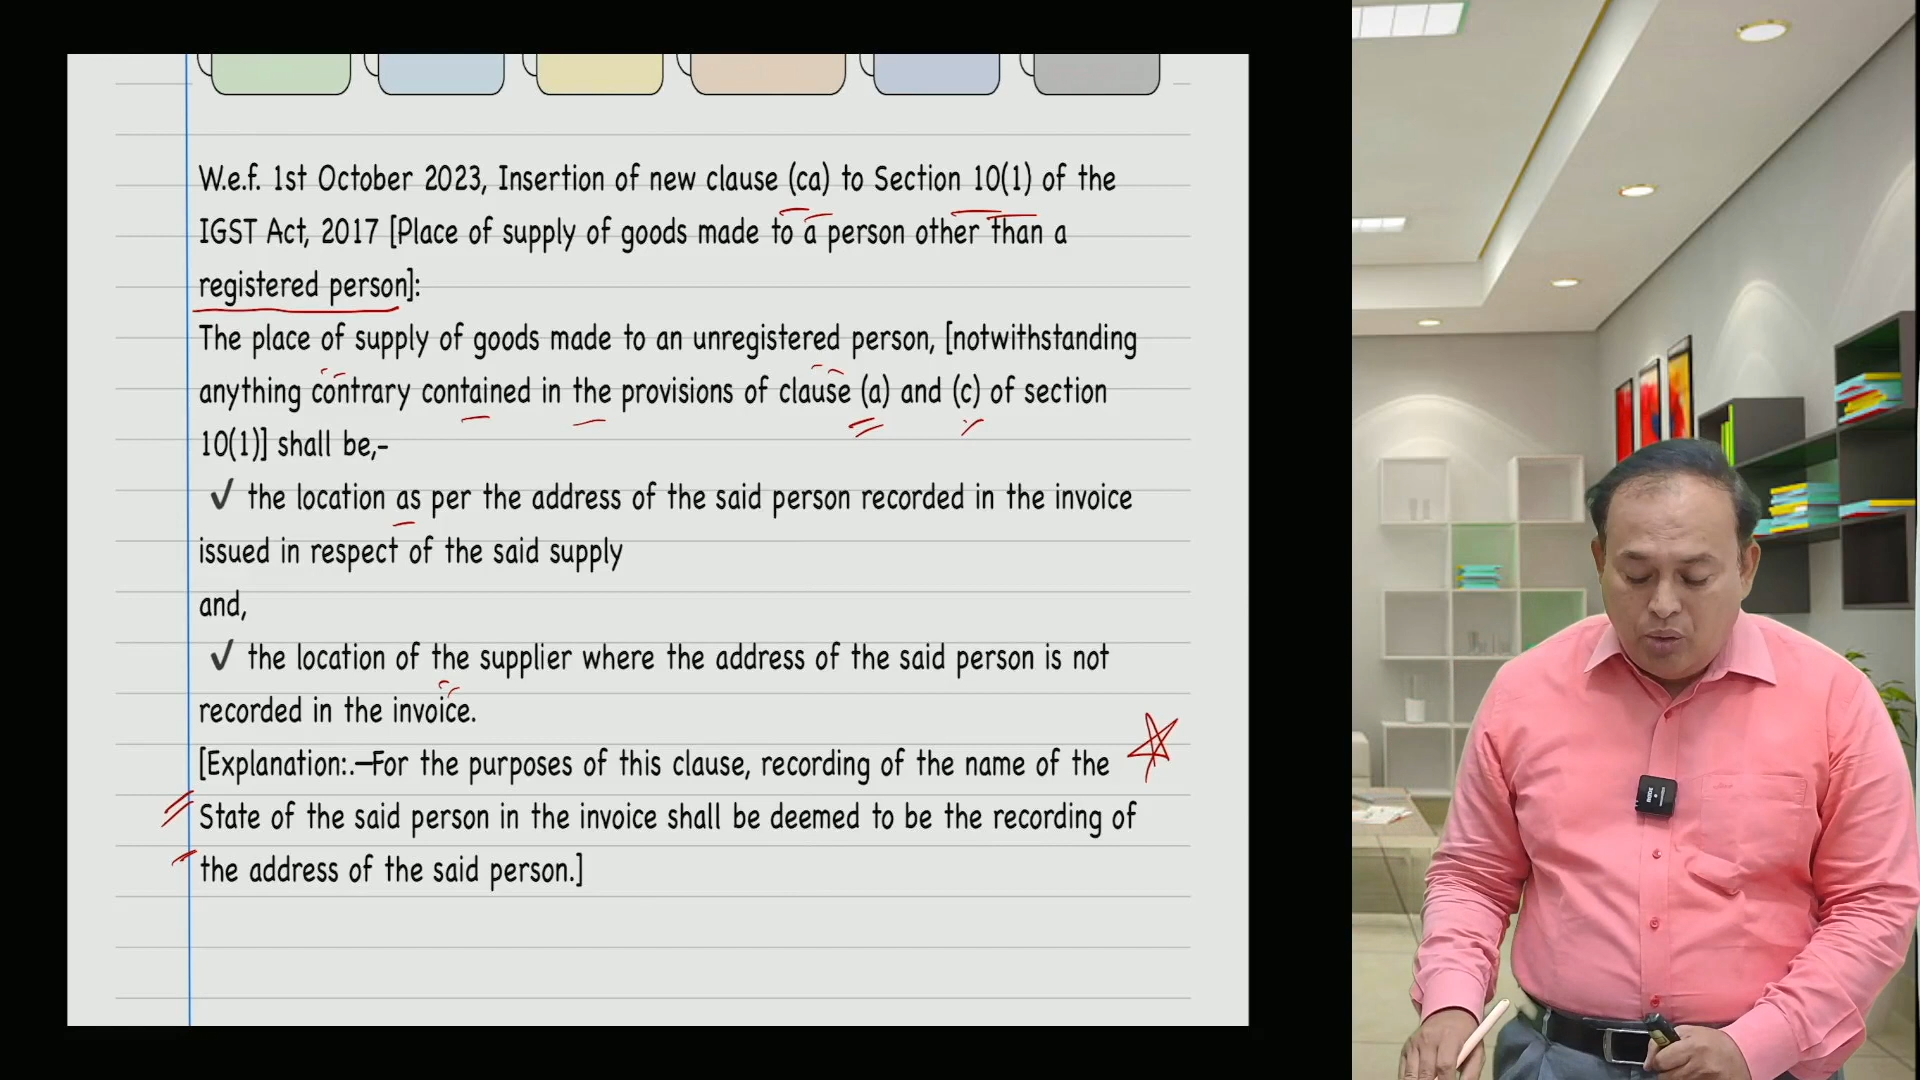 W.e.f. 1st October 2023, Insertion of new clause (ca) to Section 10(1) of the
IGST Act, 2017 [Place of supply of goods made to a person other than a
registered person]:
The place of supply of goods made to an unregistered person, [notwithstanding
anything contrary contained in the provisions of clause (a) and (c) of section
10(1)] shall be,-
✓ the location as per the address of the said person recorded in the invoice
issued in respect of the said supply
and,
✓ the location of the supplier where the address of the said person is not
recorded in the invoice.
[Explanation:.—For the purposes of this clause, recording of the name of the
State of the said person in the invoice shall be deemed to be the recording of
the address of the said person.]